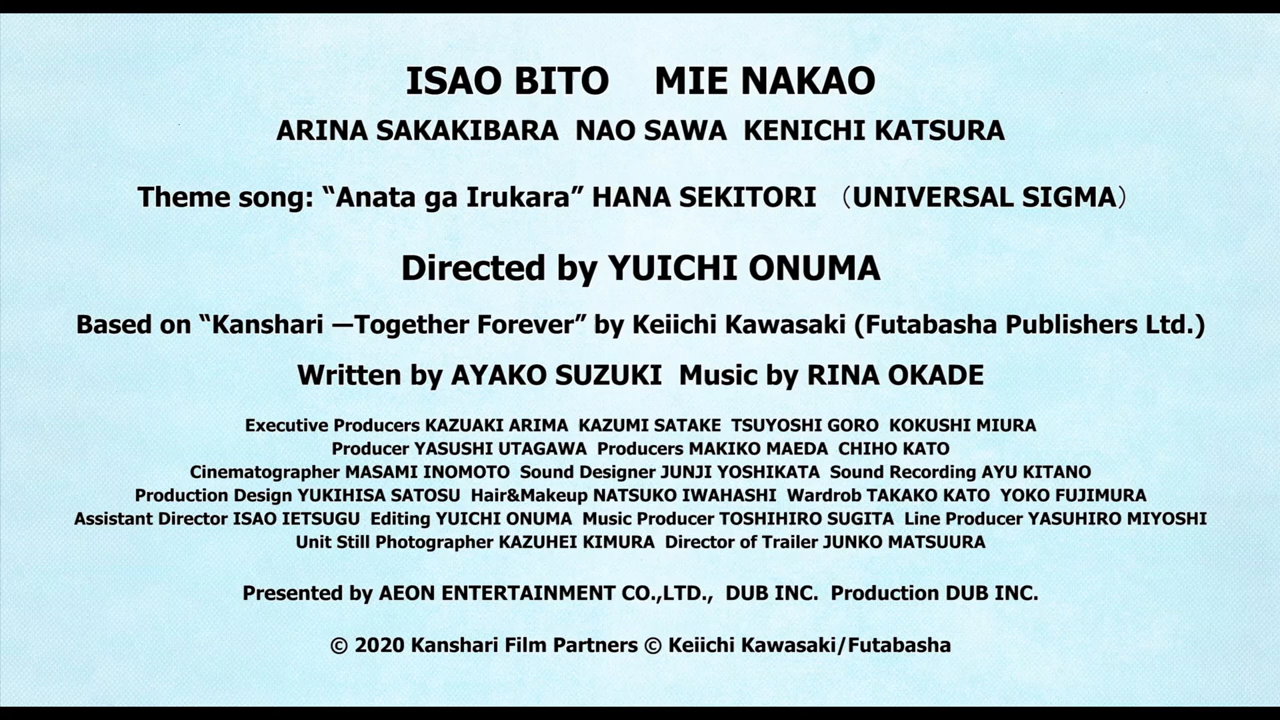 ISAO BITO MIE NAKAO
ARINA SAKAKIBARA NAO SAWA KENICHI KATSURA
Theme song: “Anata ga Irukara” HANA SEKITORI （UNIVERSAL SIGMA）
Directed by YUICHI ONUMA
Based on “Kanshari —Together Forever” by Keiichi Kawasaki (Futabasha Publishers Ltd.)
Written by AYAKO SUZUKI Music by RINA OKADE
Executive Producers KAZUAKI ARIMA KAZUMI SATAKE TSUYOSHI GORO KOKUSHI MIURA
Producer YASUSHI UTAGAWA Producers MAKIKO MAEDA CHIHO KATO
Cinematographer MASAMI INOMOTO Sound Designer JUNJI YOSHIKATA Sound Recording AYU KITANO
Production Design YUKIHISA SATOSU Hair&Makeup NATSUKO IWAHASHI Wardrob TAKAKO KATO YOKO FUJIMURA
Assistant Director ISAO IETSUGU Editing YUICHI ONUMA Music Producer TOSHIHIRO SUGITA Line Producer YASUHIRO MIYOSHI
Unit Still Photographer KAZUHEI KIMURA Director of Trailer JUNKO MATSUURA
Presented by AEON ENTERTAINMENT CO.,LTD., DUB INC. Production DUB INC.
© 2020 Kanshari Film Partners © Keiichi Kawasaki/Futabasha